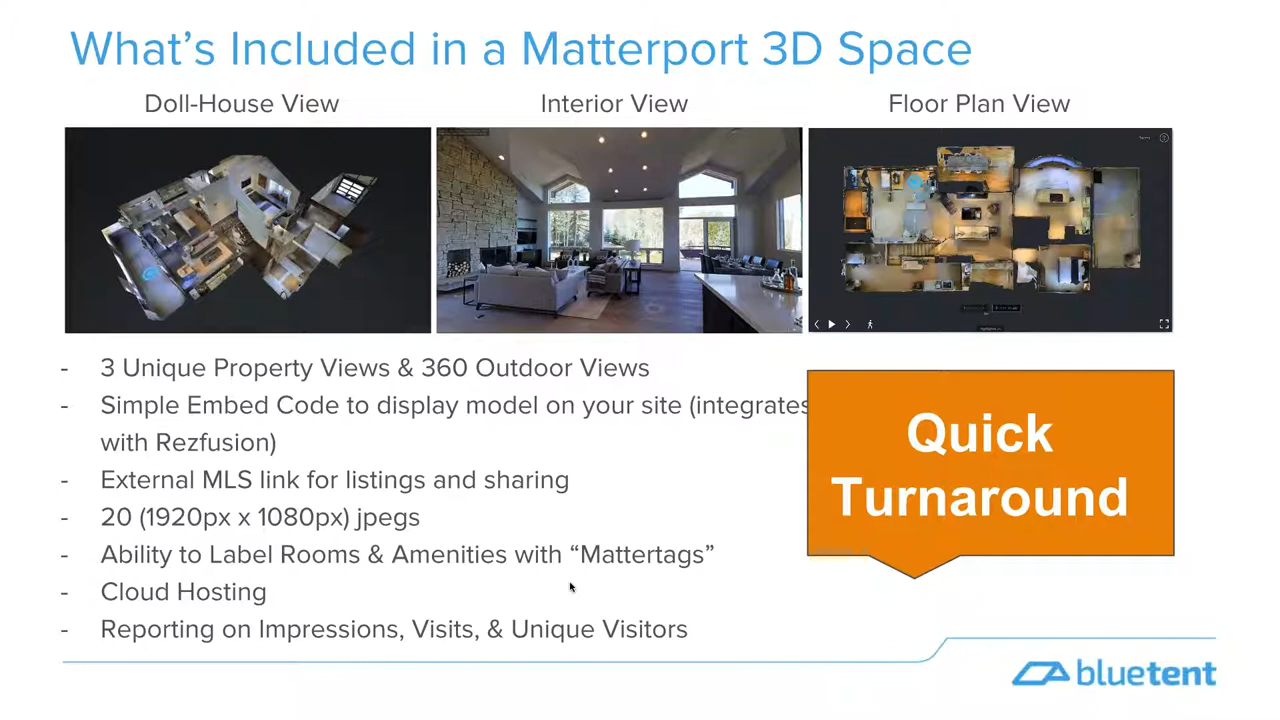 What's Included in a Matterport 3D Space
Doll-House View
Interior View
Floor Plan View
- 3 Unique Property Views & 360 Outdoor Views
- Simple Embed Code to display model on your site (integrates
with Rezfusion)
- External MLS link for listings and sharing
- 20 (1920px x 1080px) jpegs
- Ability to Label Rooms & Amenities with “Mattertags”
- Cloud Hosting
- Reporting on Impressions, Visits, & Unique Visitors
Quick
Turnaround
bluetent